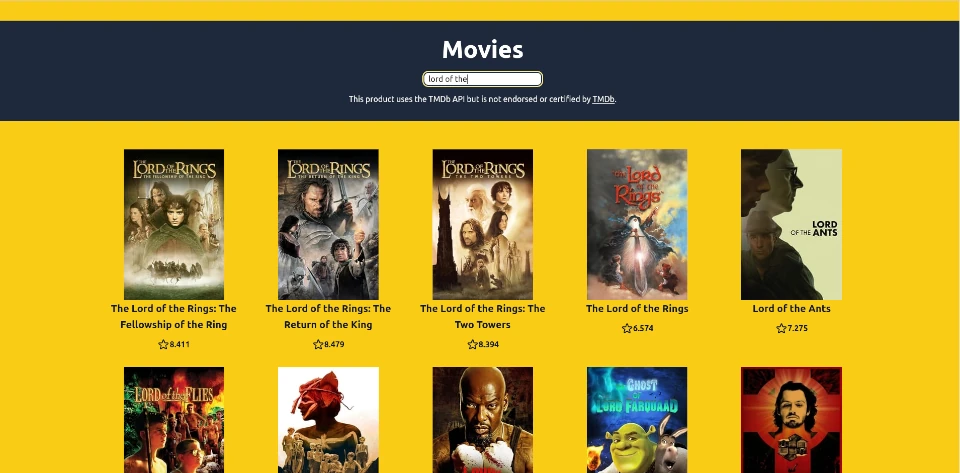 Movies
lord of the
This product uses the TMDb API but is not endorsed or certified by TMDb.
THE
LORD OF THE RINGS
THE FELLOWSHIP OF THE RING
THE
LORD OF THE RINGS
THE RETURN OF THE KING
THE
LORD OF THE RINGS
THE TWO TOWERS
The
Lord
of the
Rings
LORD
OF THE ANTS
The Lord of the Rings: The
Fellowship of the Ring
8.411
The Lord of the Rings: The
Return of the King
8.479
The Lord of the Rings: The
Two Towers
8.394
The Lord of the Rings
6.574
Lord of the Ants
7.275
LORD of the FLIES
GHOST
OF
LORD FARQUAAD